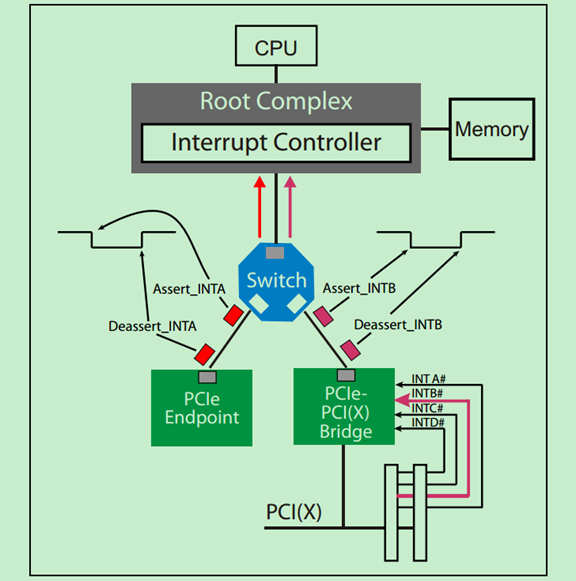 CPU
Root Complex
Interrupt Controller
Memory
Switch
Assert_INTA
Assert_INTB
Deassert_INTA
Deassert_INTB
PCIe
Endpoint
PCIe-
PCI(X)
Bridge
INT A#
INTB#
INTC#
INTD#
PCI(X)